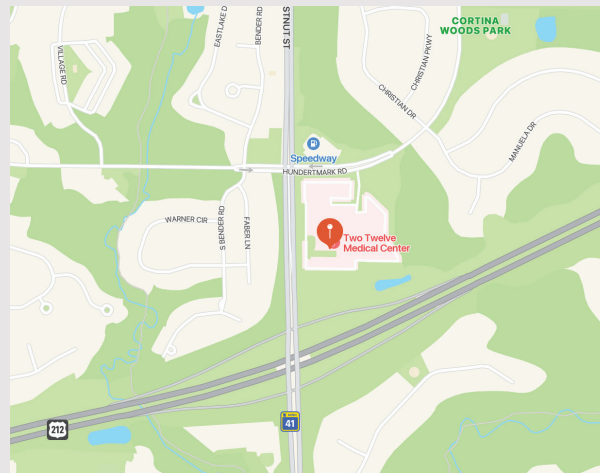 CORTINA
WOODS PARK
EASTLAKE D
BENDER RD
STNUT ST
VILLAGE RD
CHRISTIAN PKWY
CHRISTIAN DR
MANUELA DR
Speedway
HUNDERTMARK RD
WARNER CIR
S BENDER RD
FABER LN
Two Twelve
Medical Center
212
41